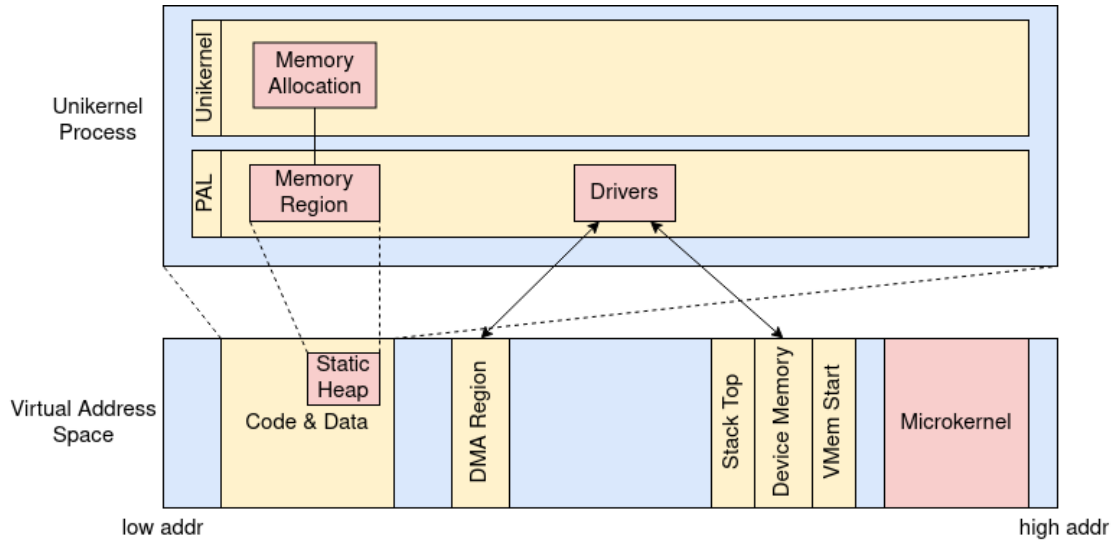 Unikernel
Process
Unikernel
Memory
Allocation
PAL
Memory
Region
Drivers
Virtual Address
Space
Static
Heap
Code & Data
DMA Region
Stack Top
Device Memory
VMem Start
Microkernel
low addr
high addr